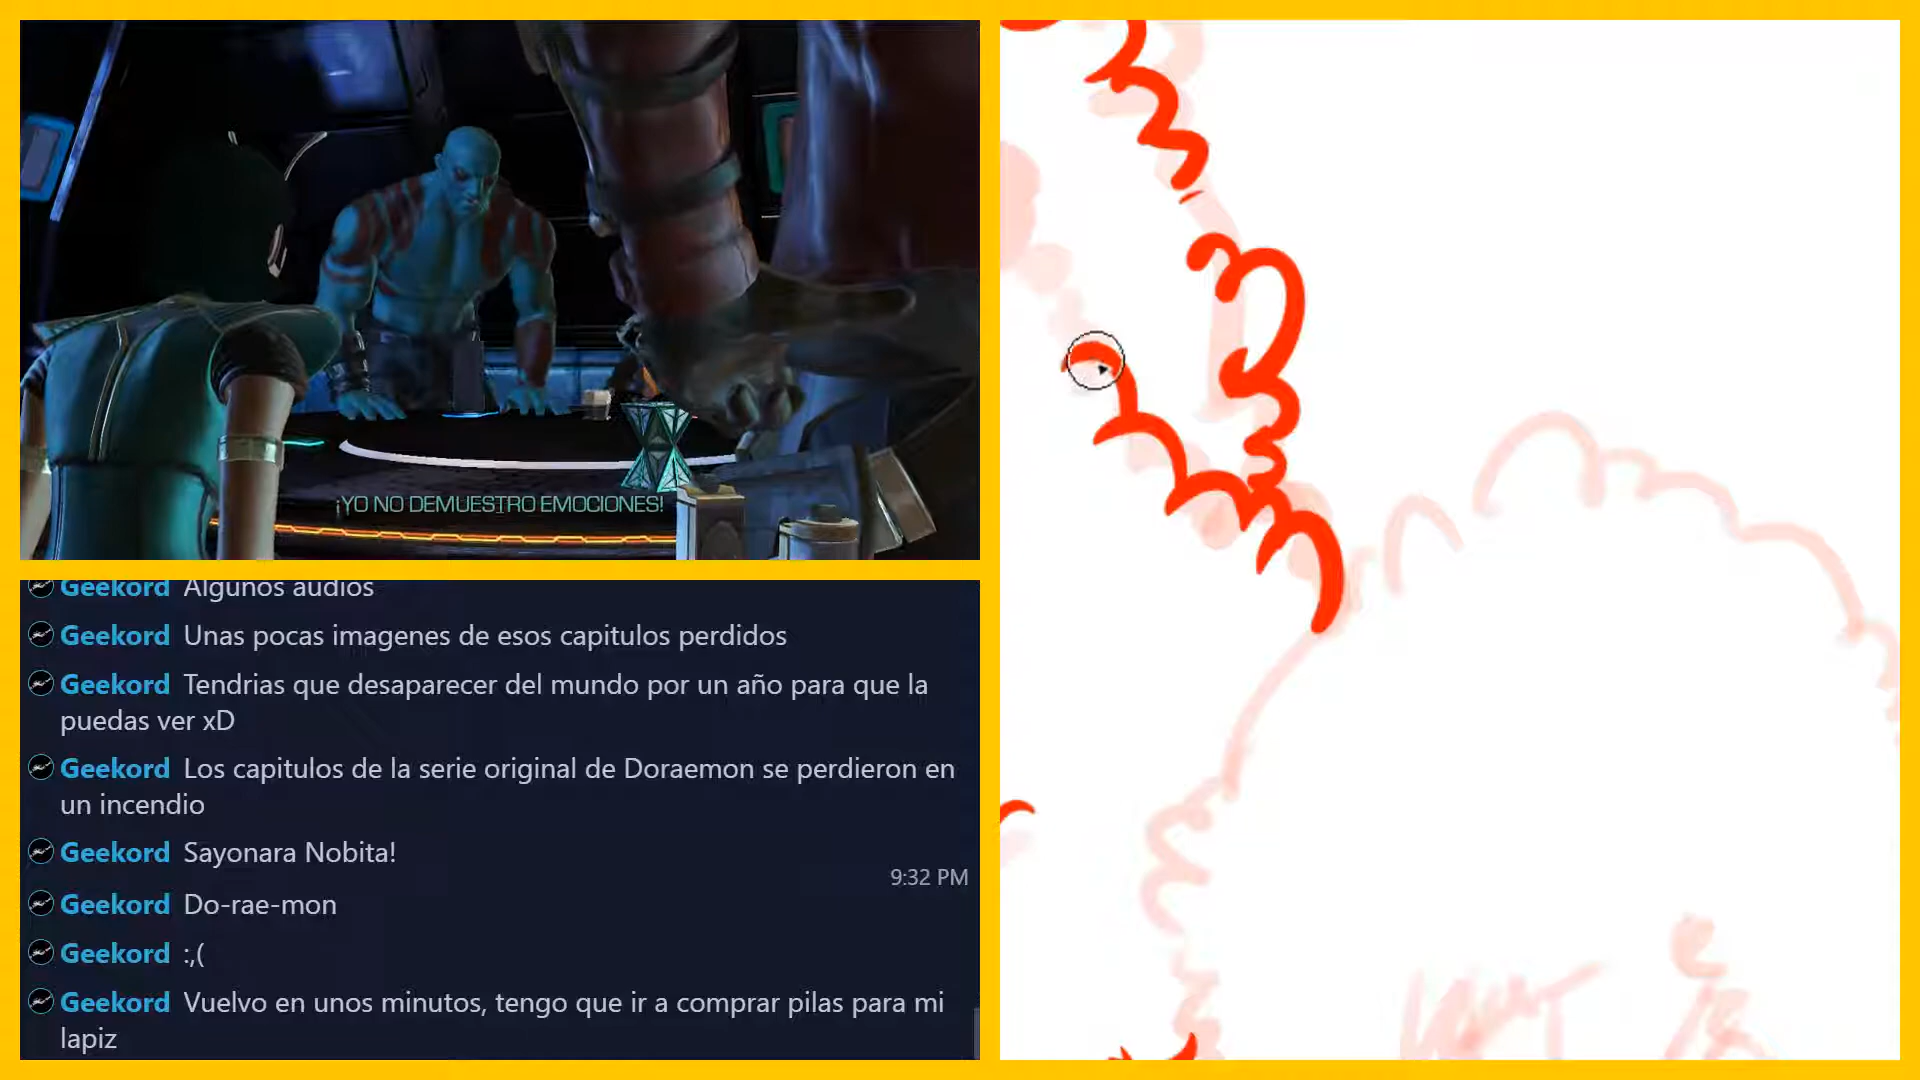 ¡YO NO DEMUESTRO EMOCIONES!
Geekord Algunos audios
Geekord Unas pocas imagenes de esos capitulos perdidos
Geekord Tendrias que desaparecer del mundo por un año para que la
puedas ver xD
Geekord Los capitulos de la serie original de Doraemon se perdieron en
un incendio
Geekord Sayonara Nobita!
9:32 PM
Geekord Do-rae-mon
Geekord :,(
Geekord Vuelvo en unos minutos, tengo que ir a comprar pilas para mi
lapiz